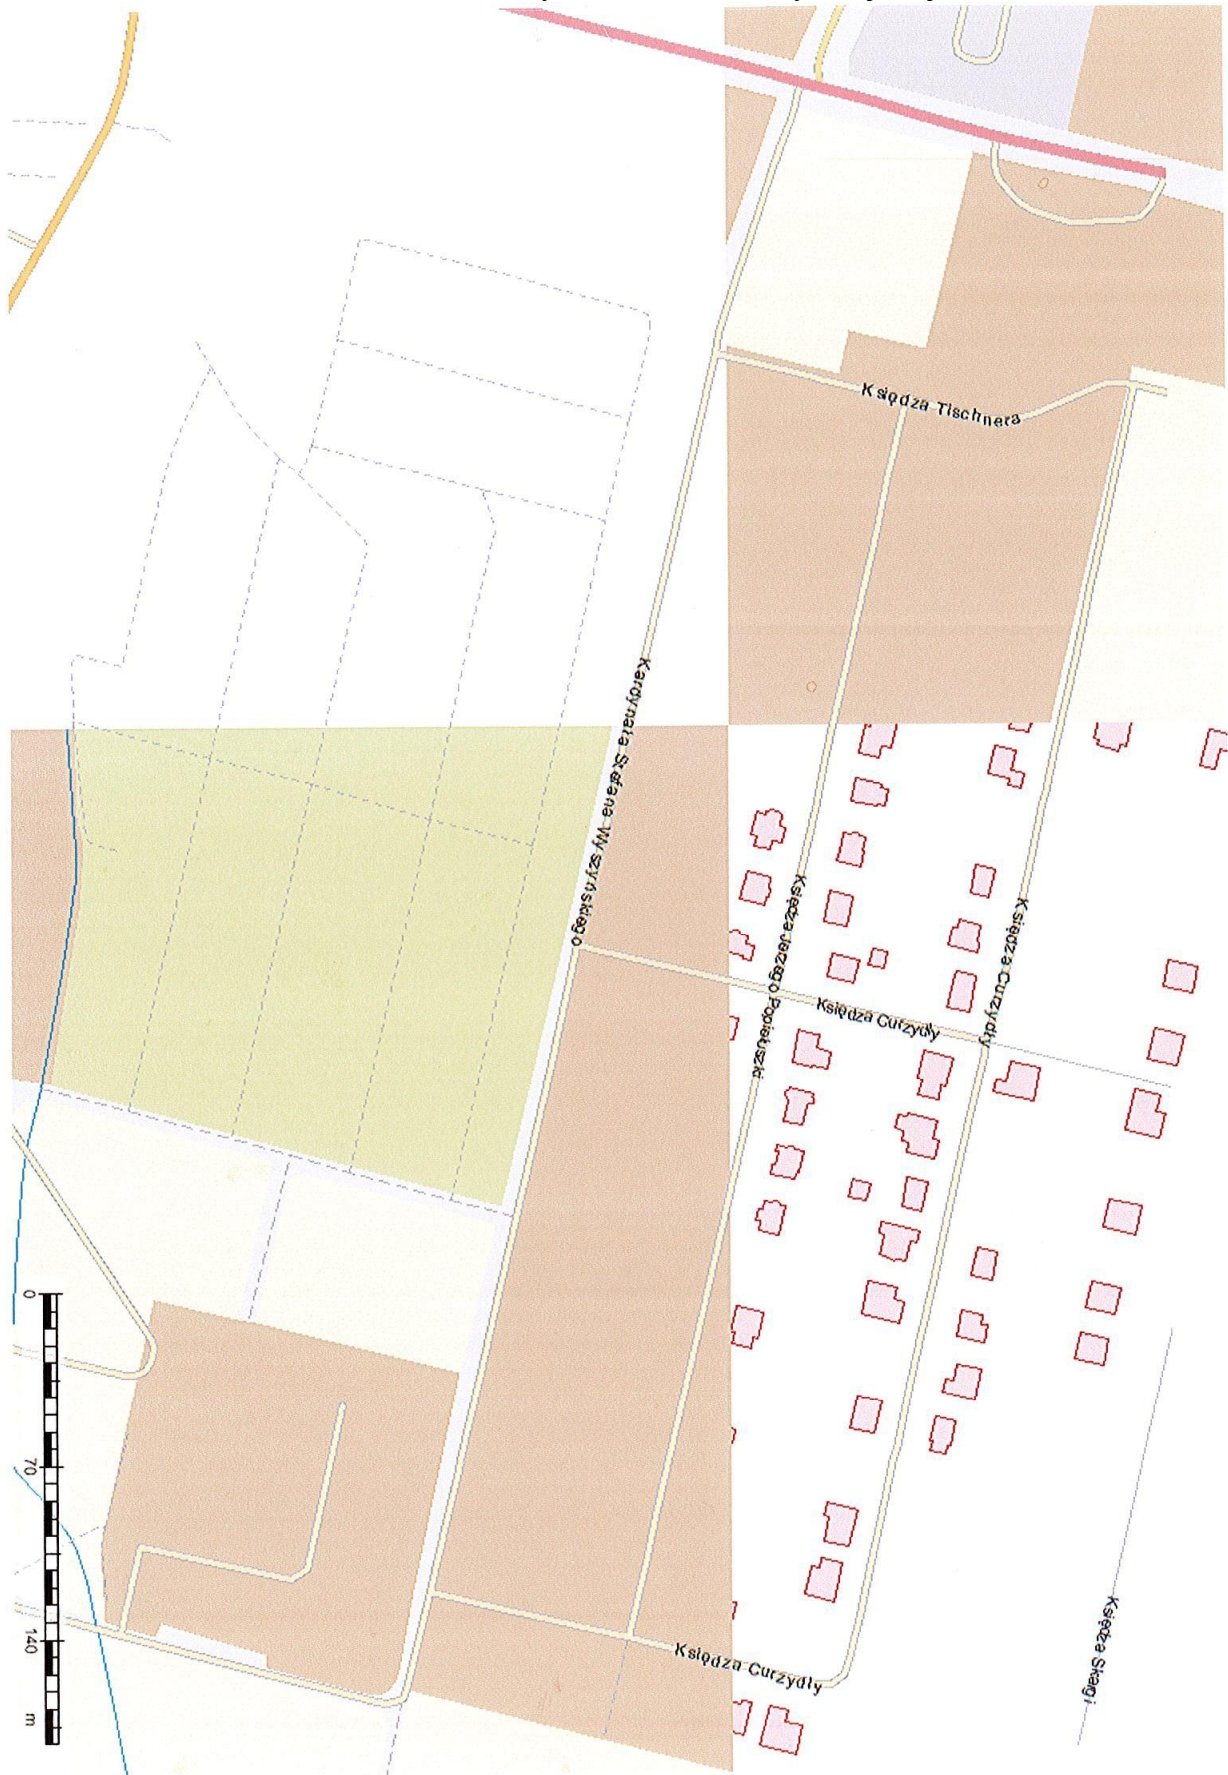 Księdza Tischnera
Kardynała Stefana Wyszyńskiego
Księdza Jerzego Popiełuszki
Księdza Curzydły
Księdza Curzydły
Księdza Curzydły
Księdza Skargi
0
70
140
m